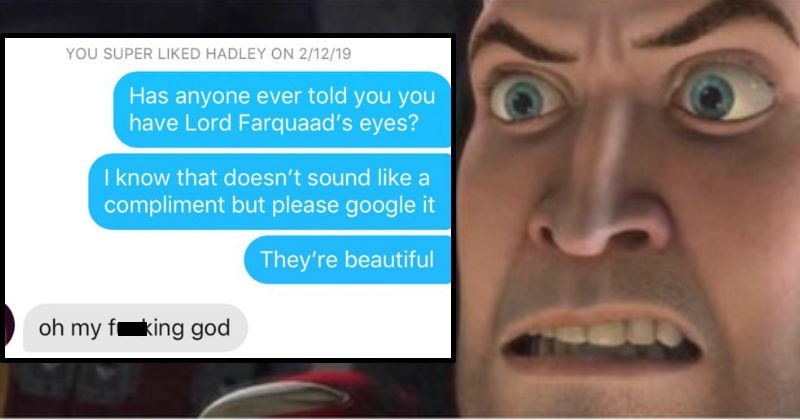 YOU SUPER LIKED HADLEY ON 2/12/19
Has anyone ever told you you
have Lord Farquaad's eyes?
I know that doesn't sound like a
compliment but please google it
They're beautiful
oh my f king god